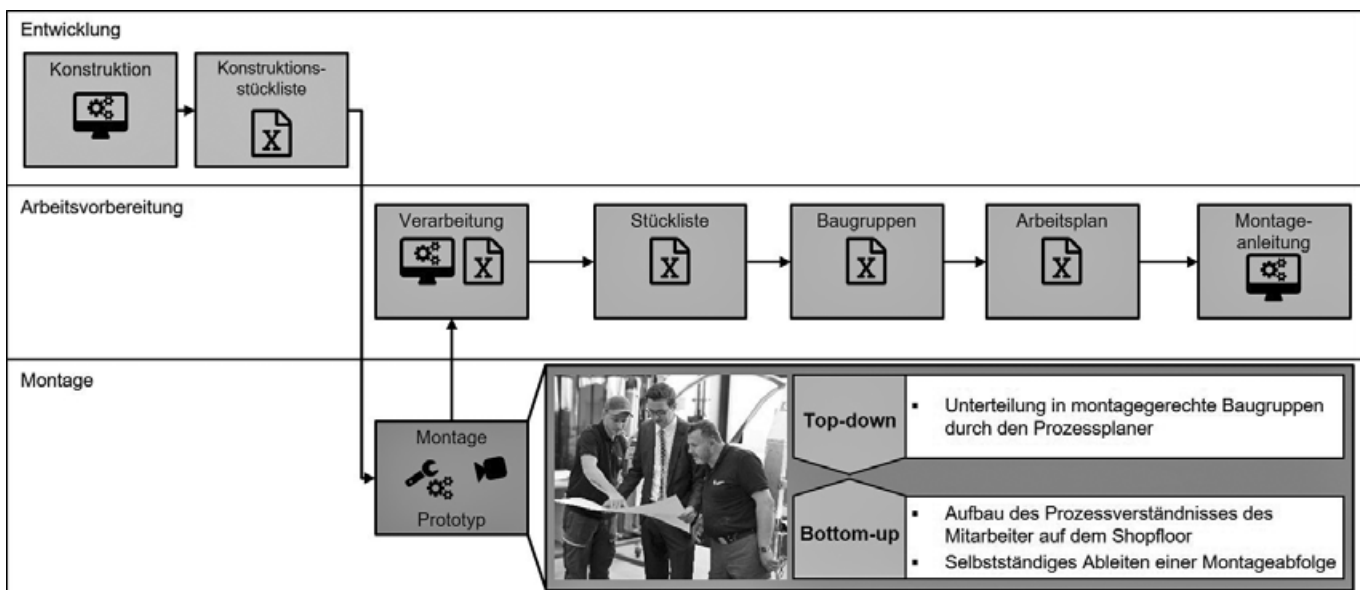 Entwicklung
Konstruktion
Konstruktions-
stückliste
X
Arbeitsvorbereitung
Verarbeitung
X
Stückliste
X
Baugruppen
X
Arbeitsplan
X
Montage-
anleitung
Montage
Montage
Prototyp
Top-down
▪ Unterteilung in montagegerechte Baugruppen
durch den Prozessplaner
Bottom-up
▪ Aufbau des Prozessverständnisses des
Mitarbeiter auf dem Shopfloor
▪ Selbstständiges Ableiten einer Montageabfolge